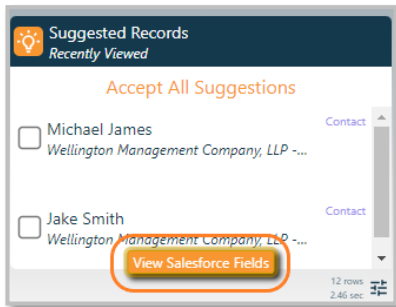 Suggested Records
Recently Viewed
Accept All Suggestions
Michael James
Contact
Wellington Management Company, LLP -...
Jake Smith
Contact
Wellington Management Company, LLP -...
View Salesforce Fields
12 rows
2.46 sec